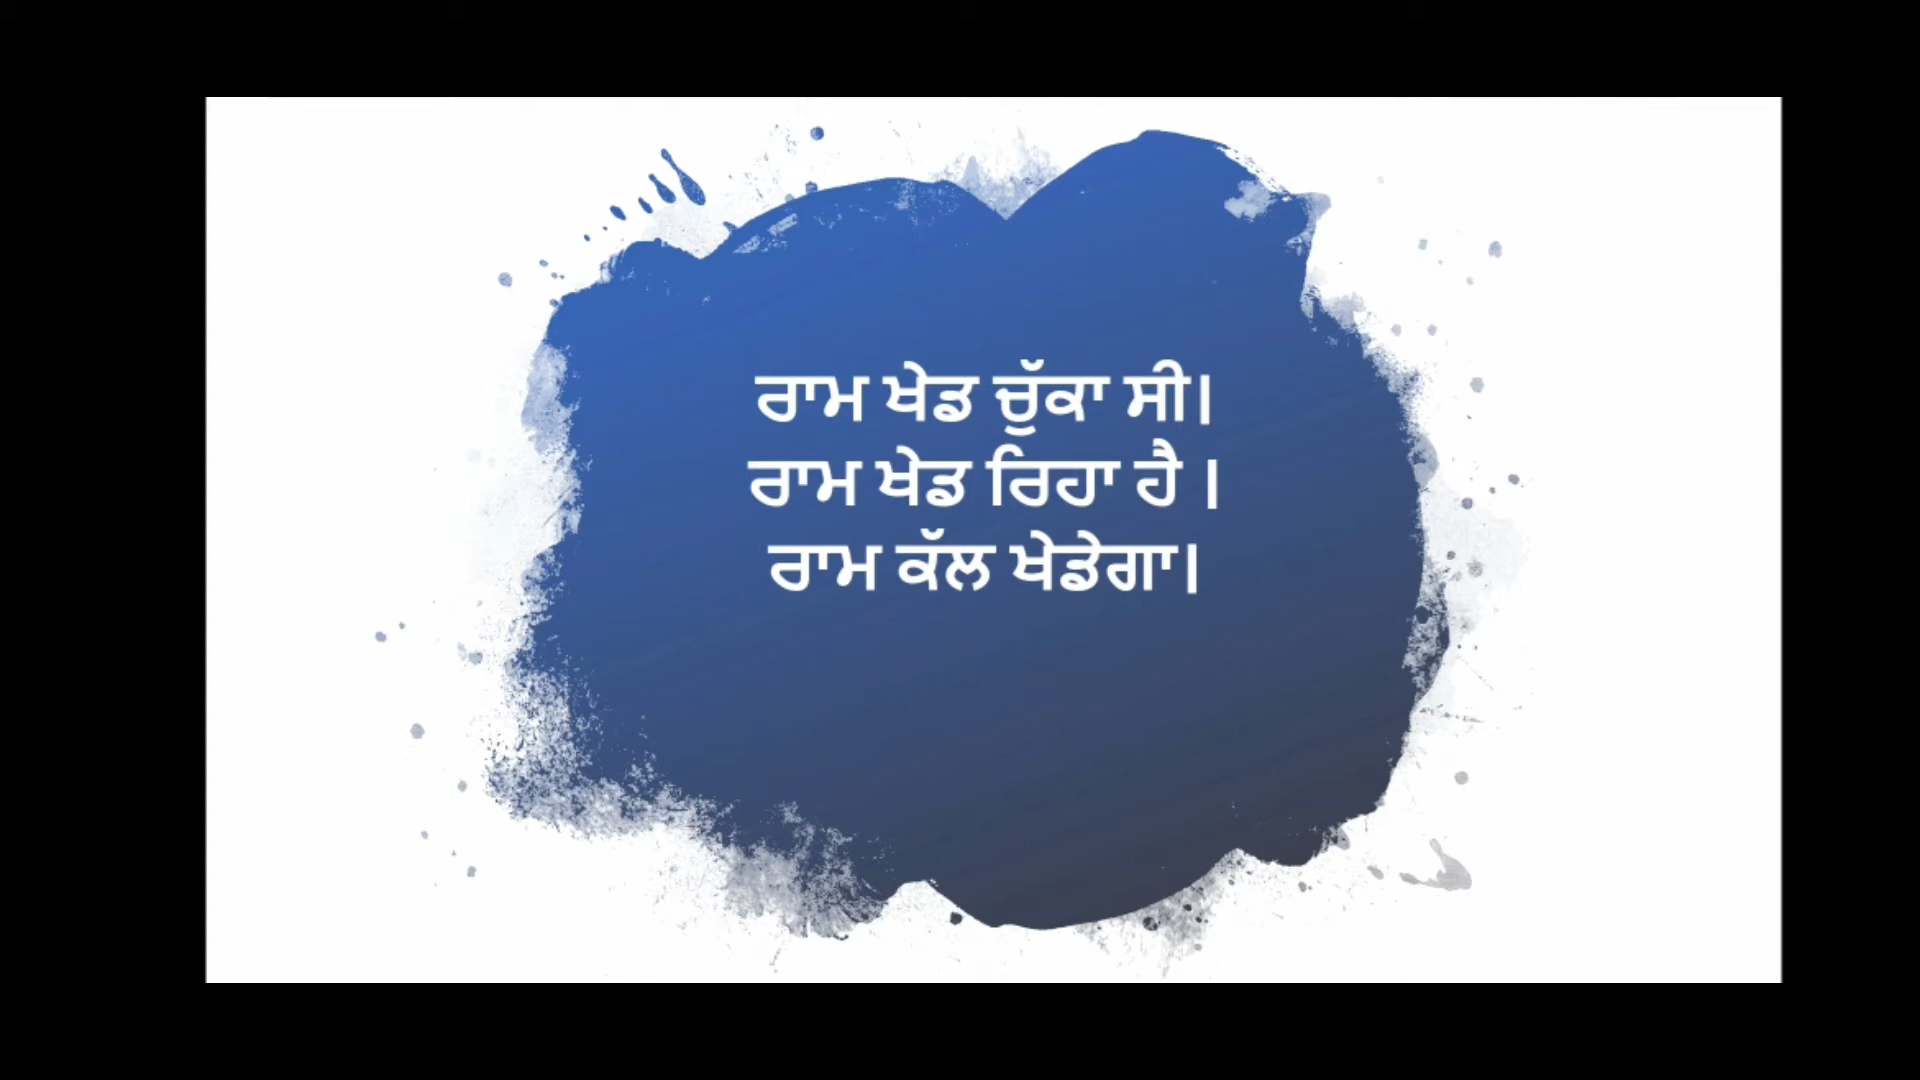 ਰਾਮ ਖੇਡ ਚੁੱਕਾ ਸੀ।
ਰਾਮ ਖੇਡ ਰਿਹਾ ਹੈ ।
ਰਾਮ ਕੱਲ ਖੇਡੇਗਾ।